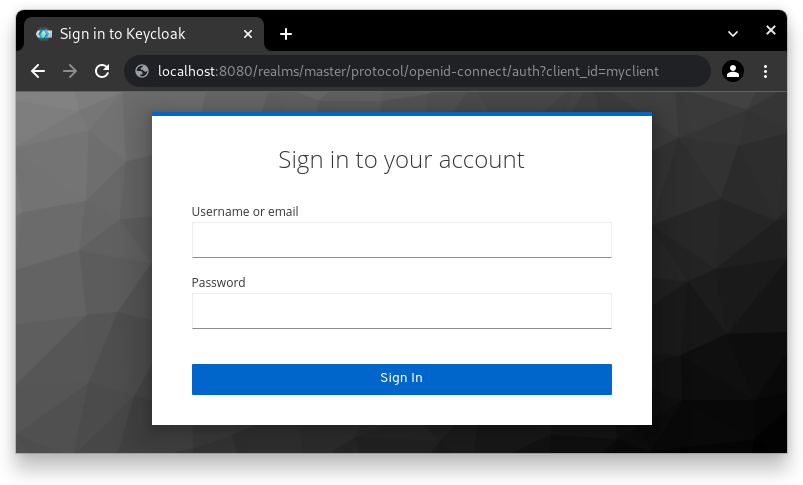 Sign in to Keycloak
localhost:8080/realms/master/protocol/openid-connect/auth?client_id=myclient
Sign in to your account
Username or email
Password
Sign In